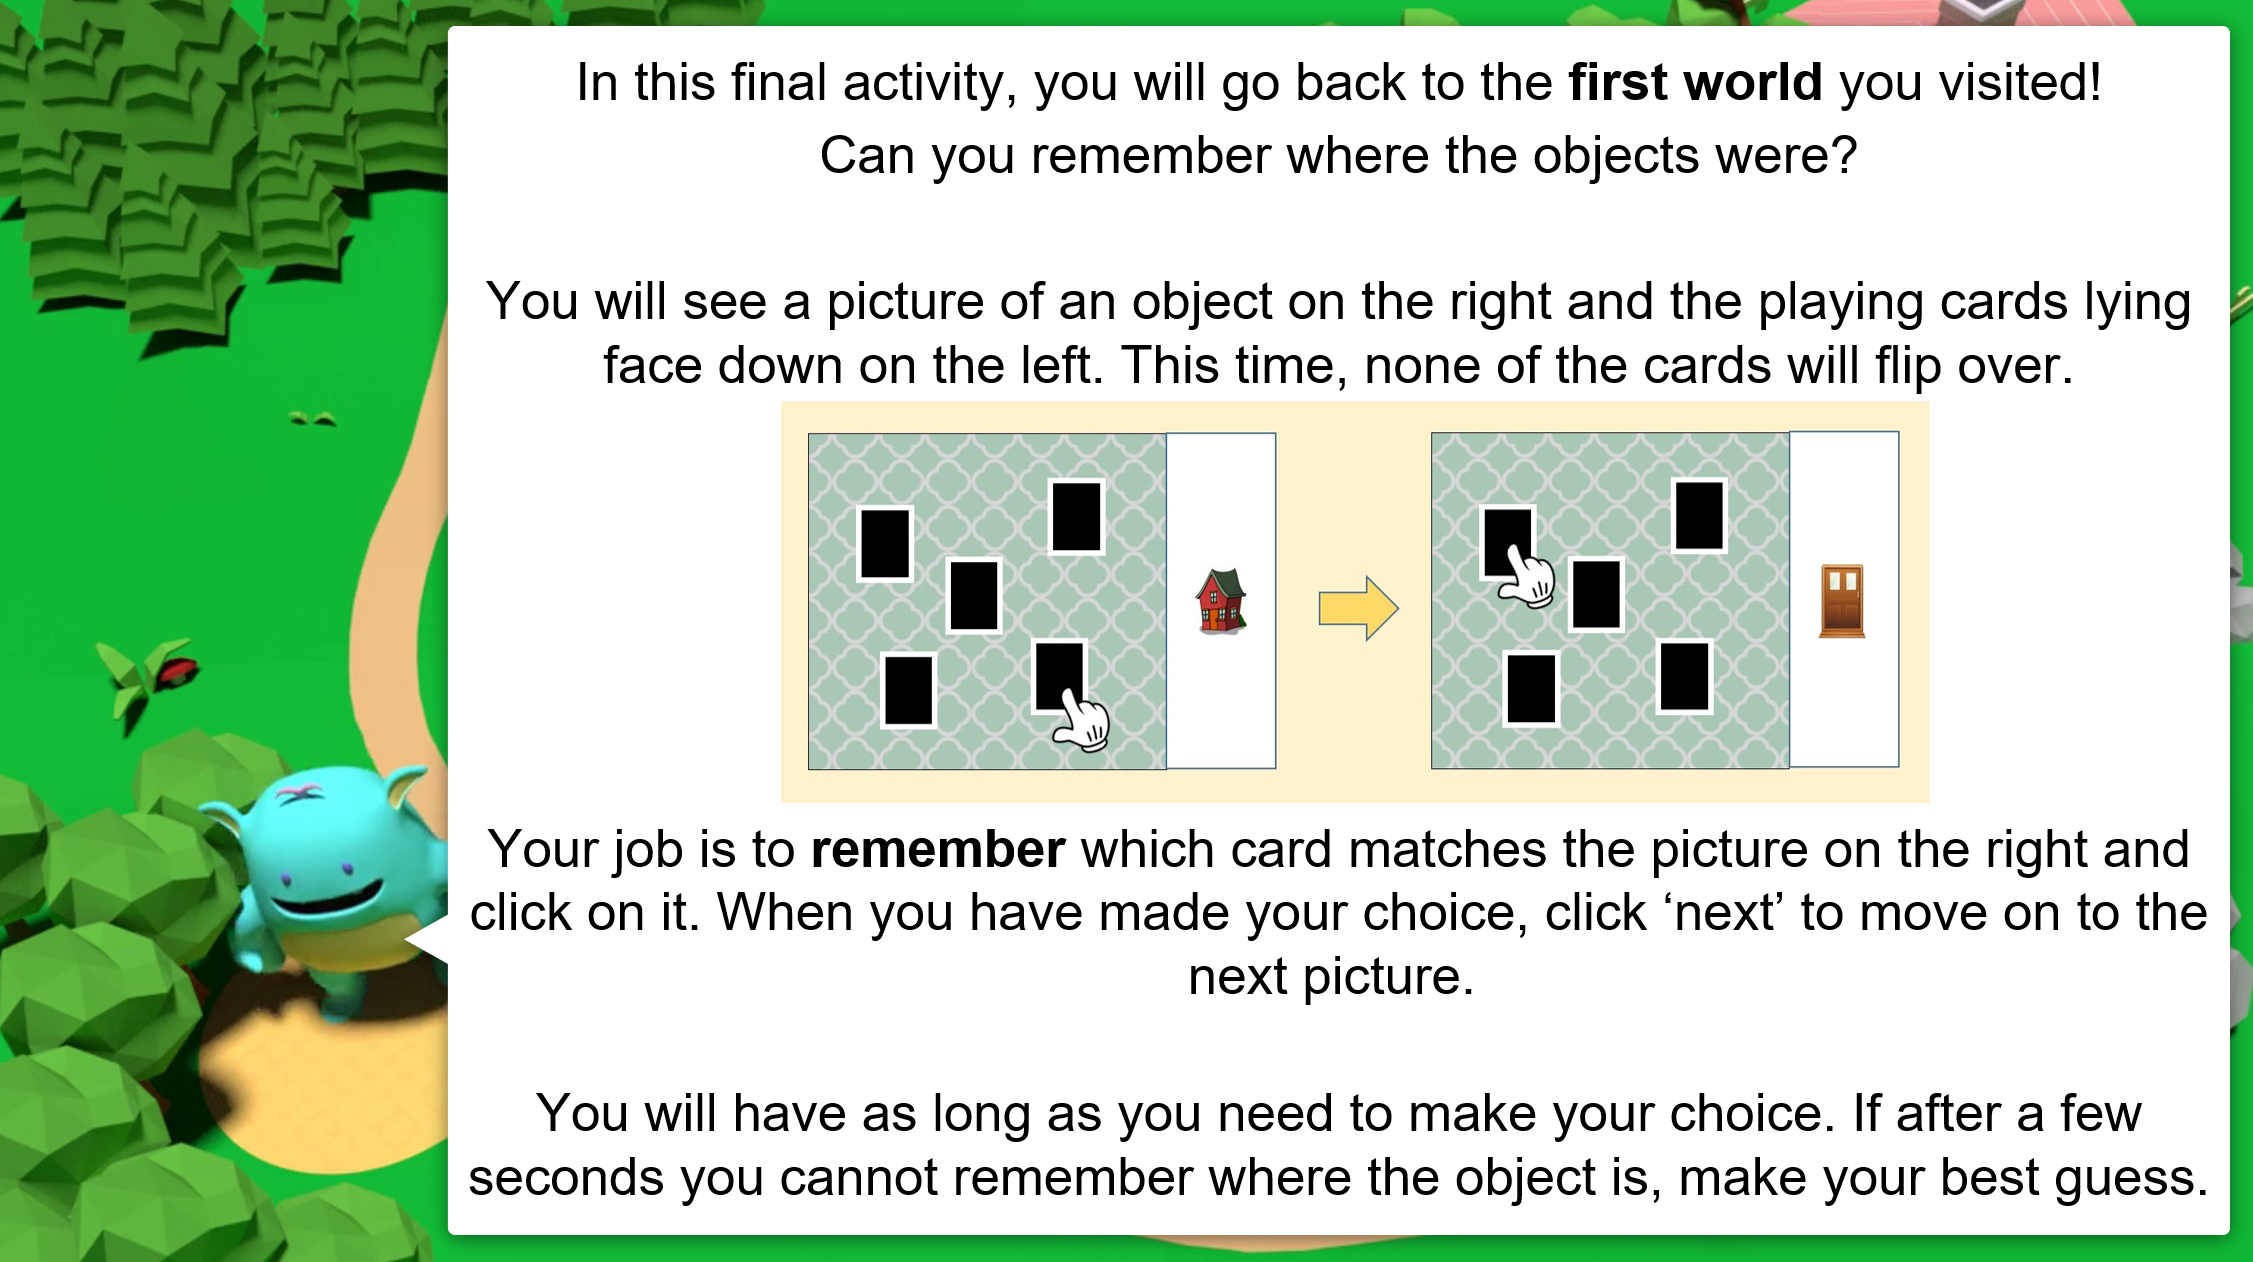 In this final activity, you will go back to the first world you visited!
Can you remember where the objects were?
You will see a picture of an object on the right and the playing cards lying
face down on the left. This time, none of the cards will flip over.
Your job is to remember which card matches the picture on the right and
click on it. When you have made your choice, click ‘next’ to move on to the
next picture.
You will have as long as you need to make your choice. If after a few
seconds you cannot remember where the object is, make your best guess.